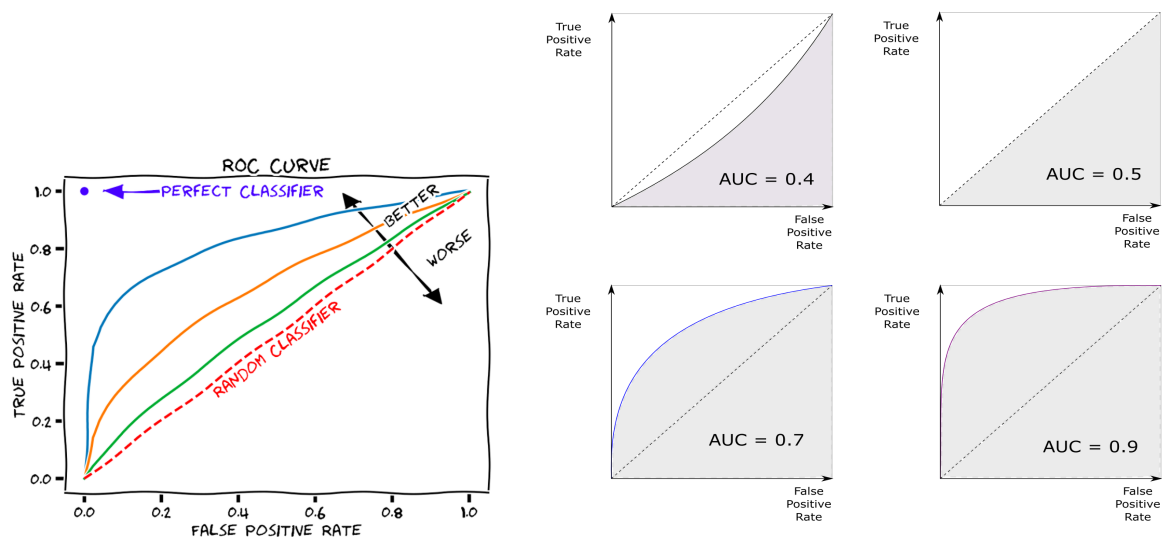 ROC CURVE
PERFECT CLASSIFIER
BETTER
WORSE
RANDOM CLASSIFIER
TRUE POSITIVE RATE
1.0
0.8
0.6
0.4
0.2
0.0
0.0 0.2 0.4 0.6 0.8 1.0
FALSE POSITIVE RATE
True
Positive
Rate
AUC = 0.4
False
Positive
Rate
True
Positive
Rate
AUC = 0.5
False
Positive
Rate
True
Positive
Rate
AUC = 0.7
False
Positive
Rate
True
Positive
Rate
AUC = 0.9
False
Positive
Rate